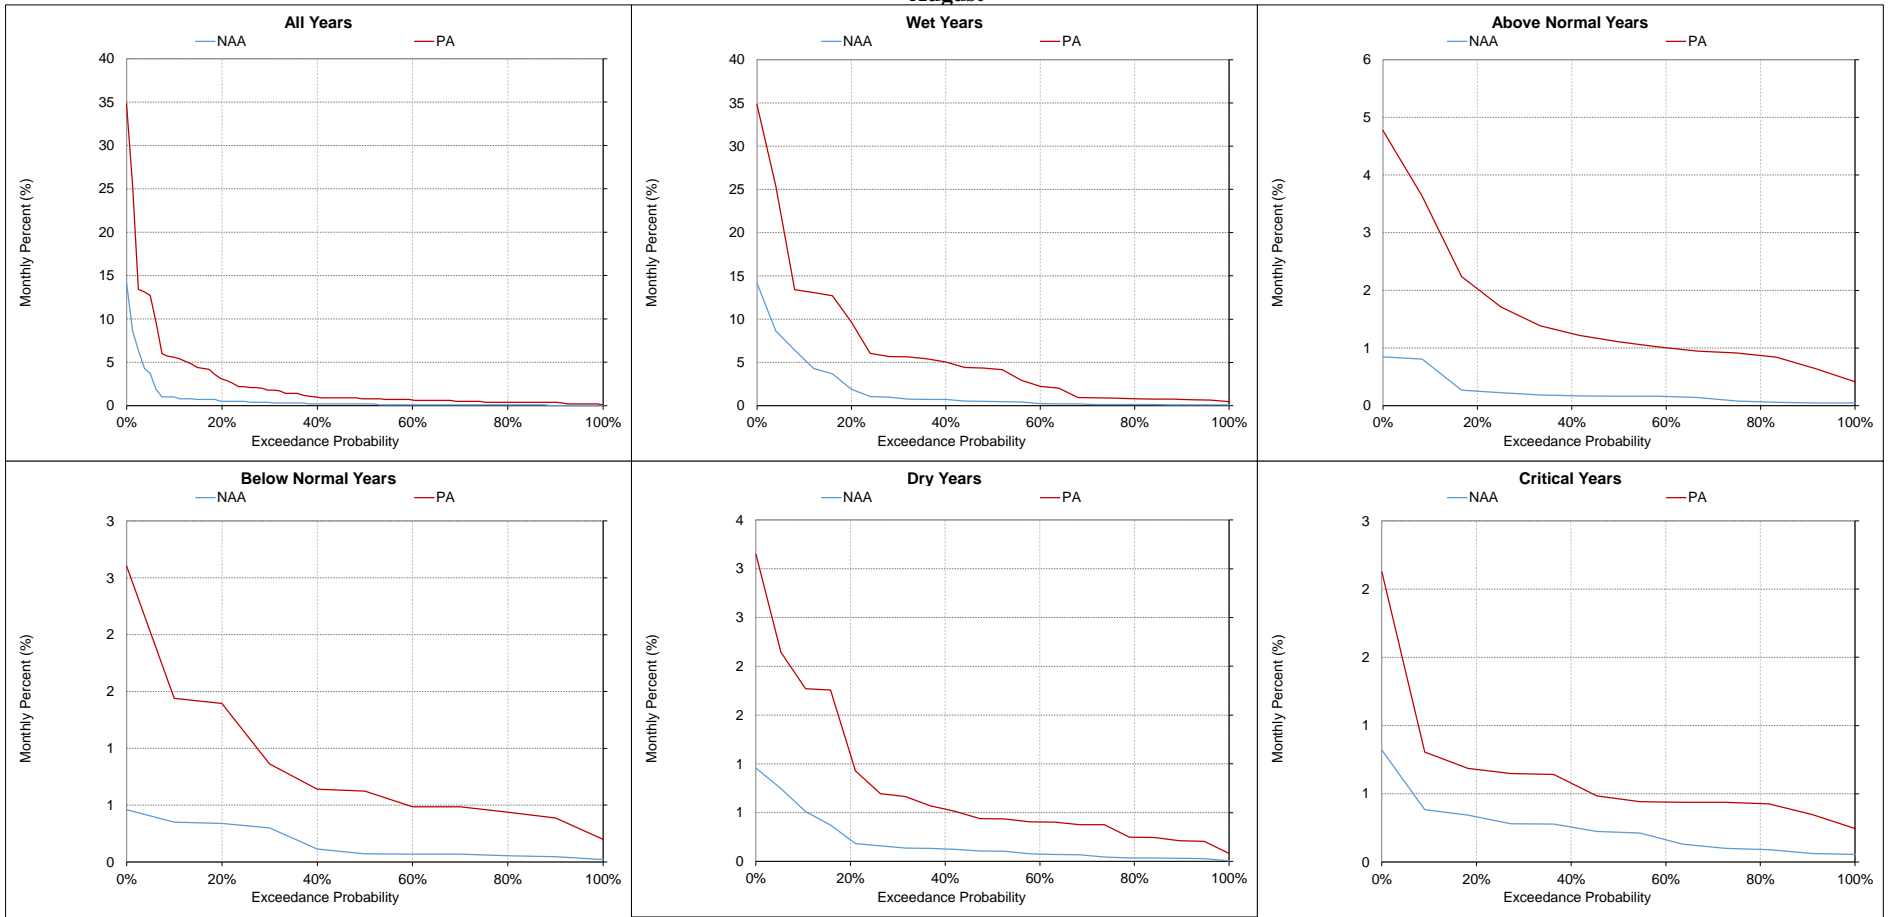 August
All Years
NAA PA
40
35
30
25
20
15
10
5
0
Monthly Percent (%)
0% 20% 40% 60% 80% 100%
Exceedance Probability
Wet Years
NAA PA
40
35
30
25
20
15
10
5
0
Monthly Percent (%)
0% 20% 40% 60% 80% 100%
Exceedance Probability
Above Normal Years
NAA PA
6
5
4
3
2
1
0
Monthly Percent (%)
0% 20% 40% 60% 80% 100%
Exceedance Probability
Below Normal Years
NAA PA
3
3
2
2
1
1
0
Monthly Percent (%)
0% 20% 40% 60% 80% 100%
Exceedance Probability
Dry Years
NAA PA
4
3
3
2
2
1
1
0
Monthly Percent (%)
0% 20% 40% 60% 80% 100%
Exceedance Probability
Critical Years
NAA PA
3
2
2
1
1
0
Monthly Percent (%)
0% 20% 40% 60% 80% 100%
Exceedance Probability